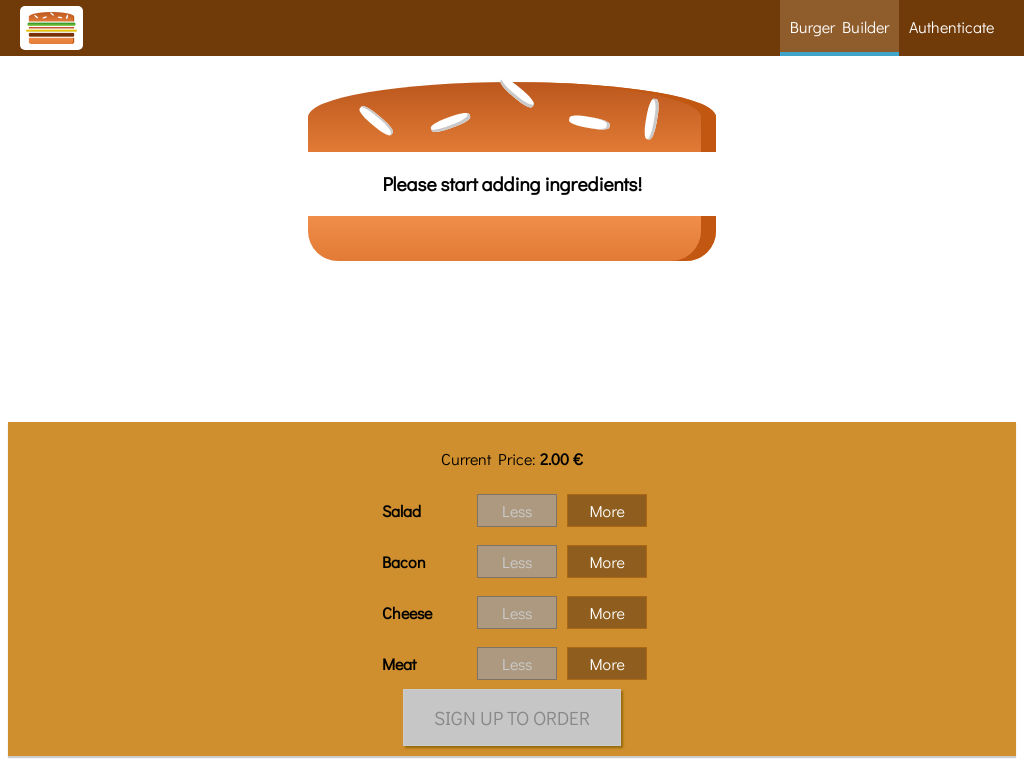 Burger Builder Authenticate
Please start adding ingredients!
Current Price: 2.00 €
Salad Less More
Bacon Less More
Cheese Less More
Meat Less More
SIGN UP TO ORDER